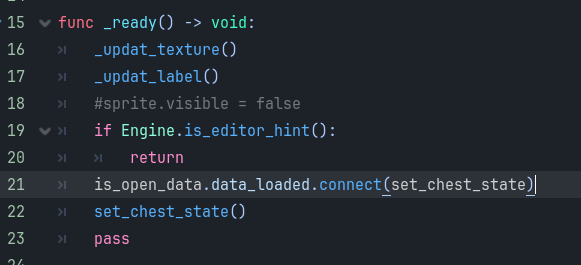 15 func _ready() -> void:
16 _updat_texture()
17 _updat_label()
18 #sprite.visible = false
19 if Engine.is_editor_hint():
20 return
21 is_open_data.data_loaded.connect(set_chest_state)
22 set_chest_state()
23 pass